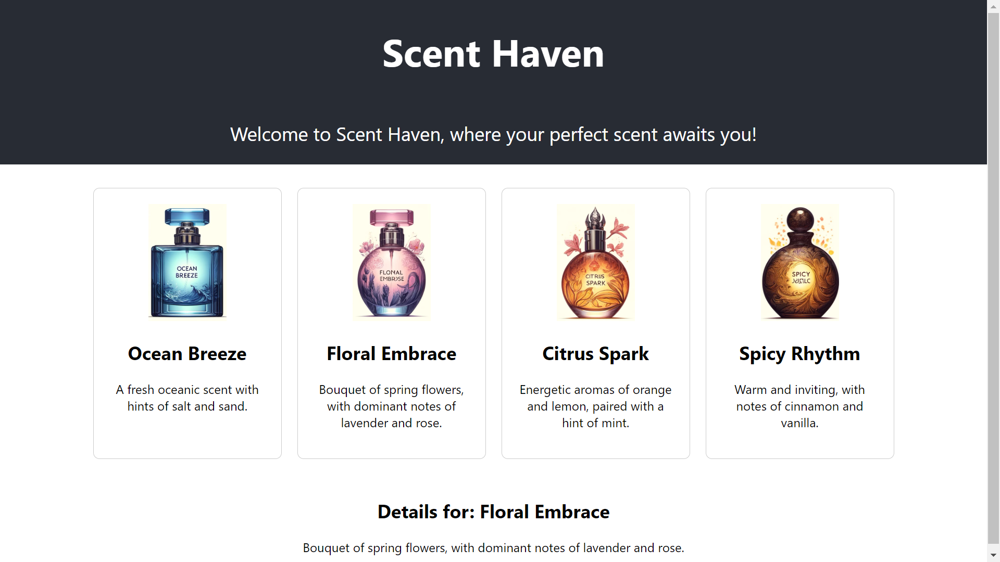 Scent Haven
Welcome to Scent Haven, where your perfect scent awaits you!
OCEAN
BREEZE
FLONAL
EMBRJSE
CITRUS
SPARK
SPICY
Ocean Breeze
Floral Embrace
Citrus Spark
Spicy Rhythm
A fresh oceanic scent with
hints of salt and sand.
Bouquet of spring flowers,
with dominant notes of
lavender and rose.
Energetic aromas of orange
and lemon, paired with a
hint of mint.
Warm and inviting, with
notes of cinnamon and
vanilla.
Details for: Floral Embrace
Bouquet of spring flowers, with dominant notes of lavender and rose.